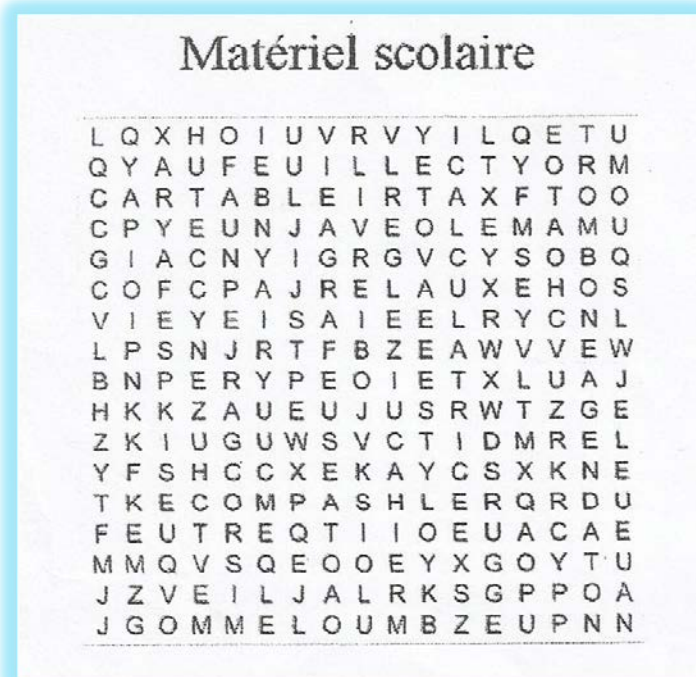 Matériel scolaire
L Q X H O I U V R V Y I L Q E T U
Q Y A U F E U I L L E C T Y O R M
C A R T A B L E I R T A X F T O O
C P Y E U N J A V E O L E M A M U
G I A C N Y I G R G V C Y S O B Q
C O F C P A J R E L A U X E H O S
V I E Y E I S A I E E L R Y C N L
L P S N J R T F B Z E A W V V E W
B N P E R Y P E O I E T X L U A J
H K K Z A U E U J U S R W T Z G E
Z K I U G U W S V C T I D M R E L
Y F S H C C X E K A Y C S X K N E
T K E C O M P A S H L E R Q R D U
F E U T R E Q T I I O E U A C A E
M M Q V S Q E O O E Y X G O Y T U
J Z V E I L J A L R K S G P P O A
J G O M M E L O U M B Z E U P N N